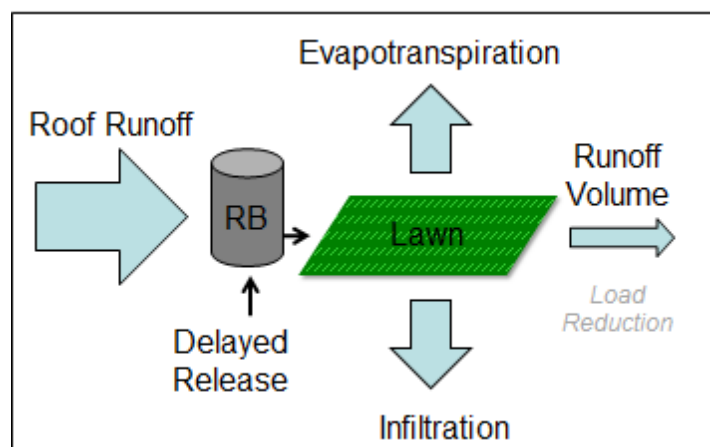 Evapotranspiration
Roof Runoff
Runoff
Volume
RB
Lawn
Load
Reduction
Delayed
Release
Infiltration